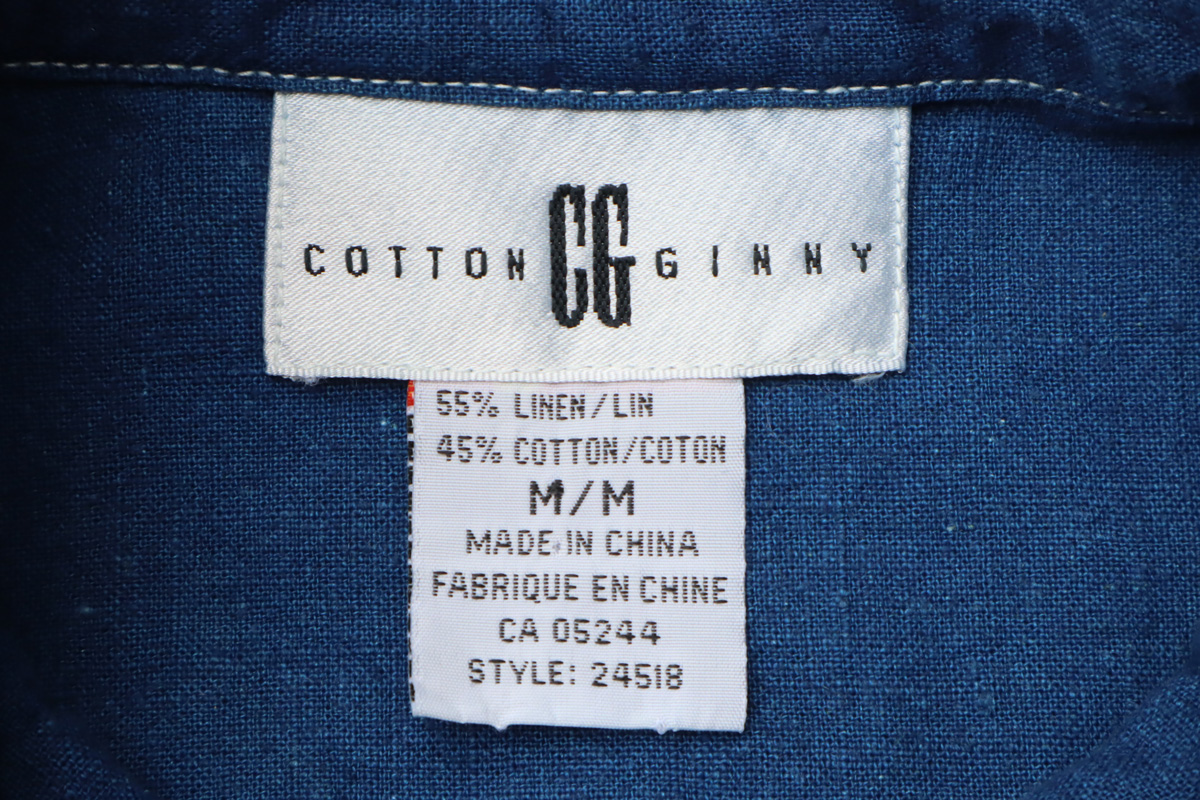 COTTON CG GINNY
55% LINEN/LIN
45% COTTON/COTON
M/M
MADE IN CHINA
FABRIQUE EN CHINE
CA 05244
STYLE: 24518